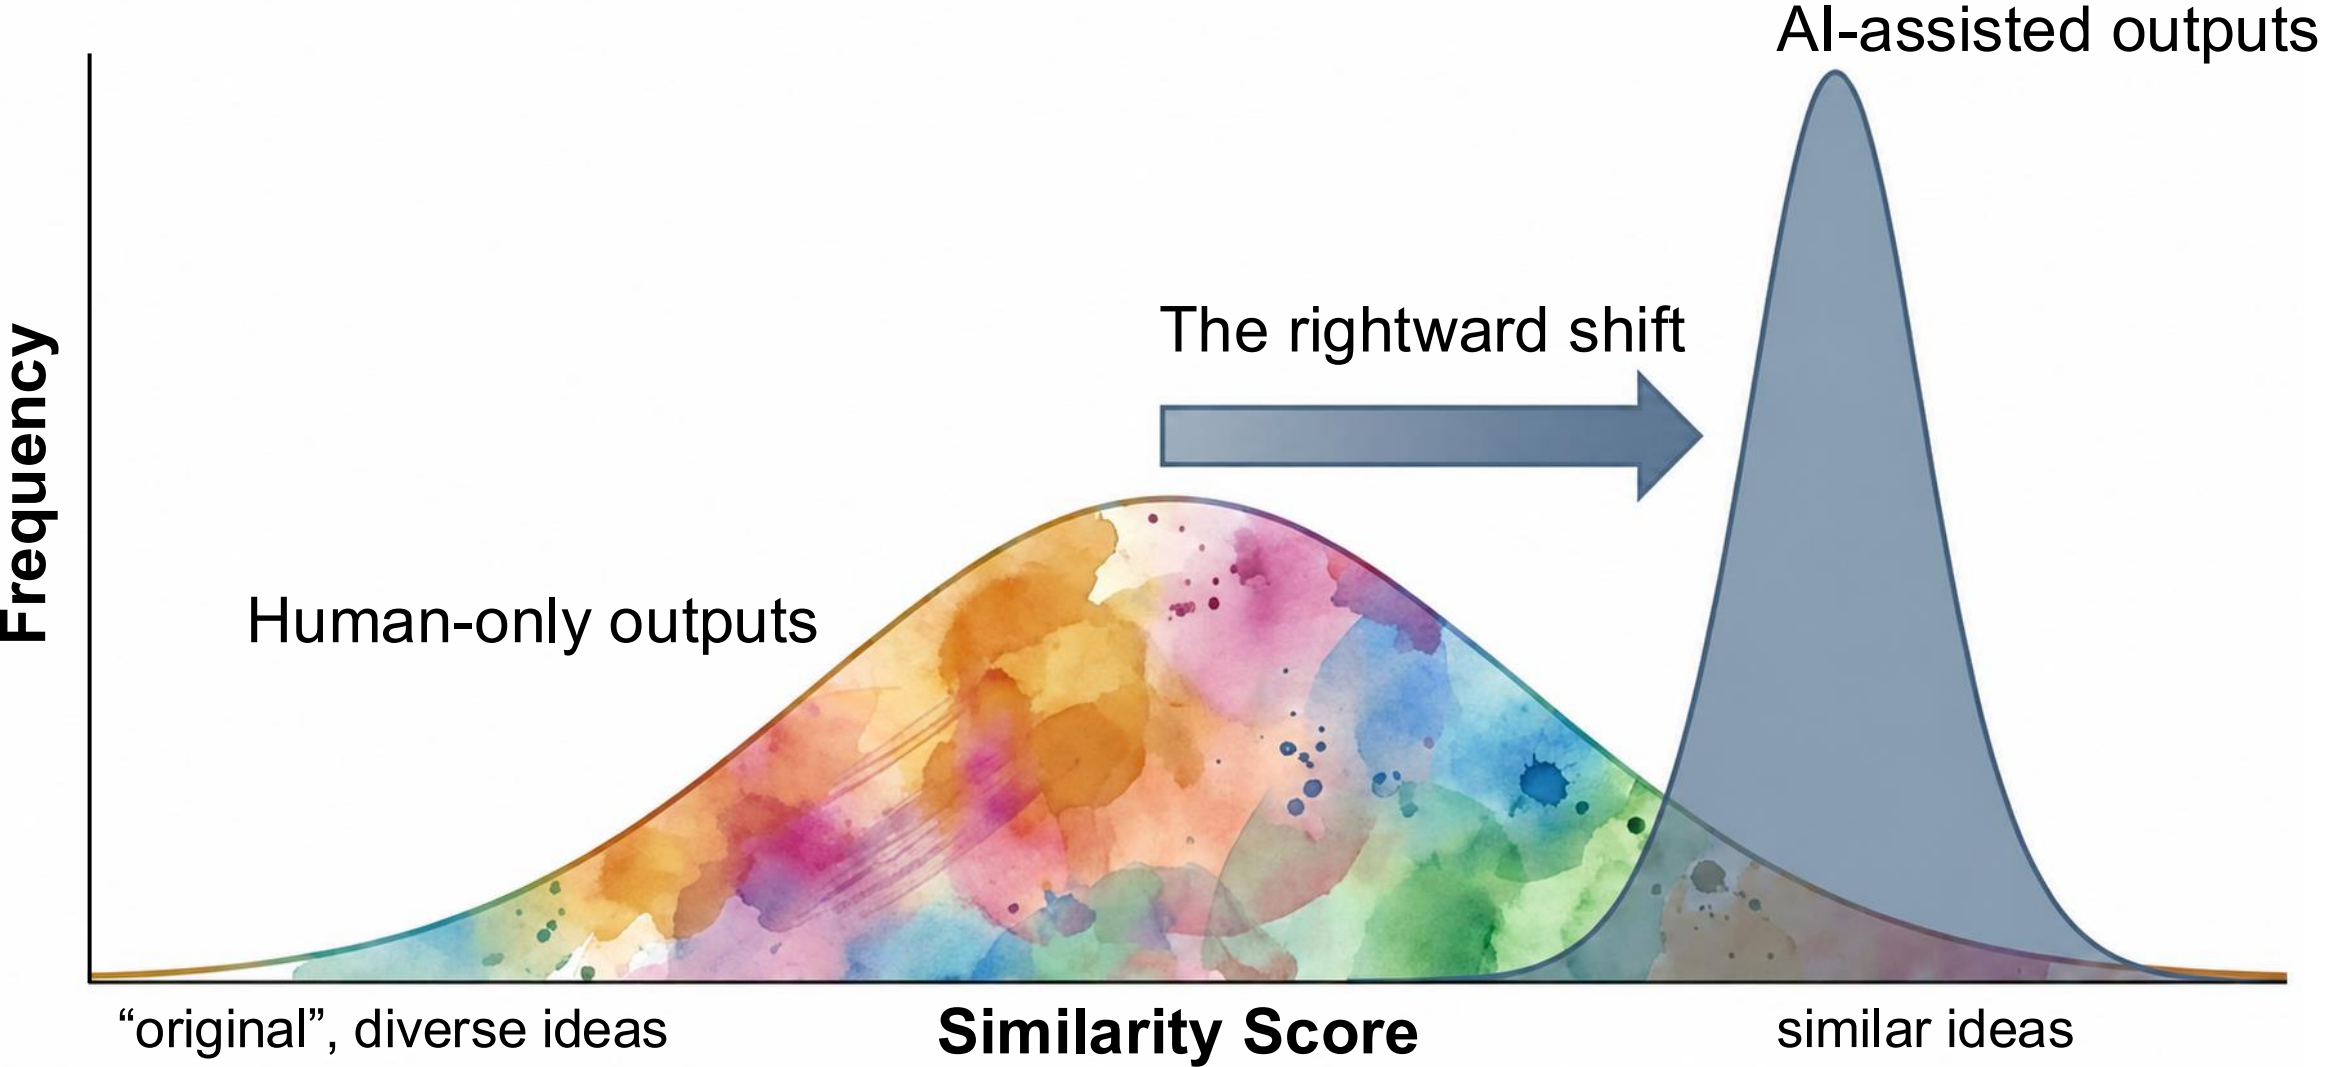 AI-assisted outputs
The rightward shift
Frequency
Human-only outputs
“original”, diverse ideas
Similarity Score
similar ideas